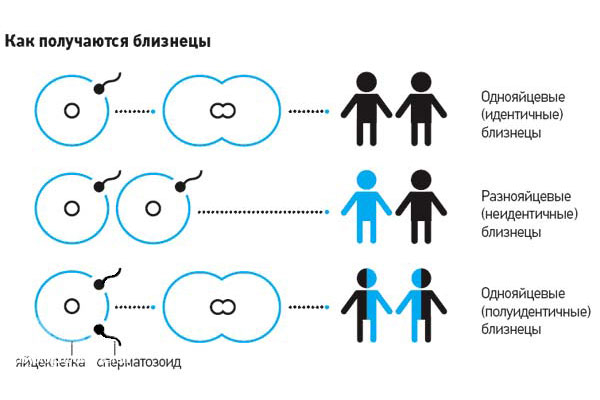 Как получаются близнецы
Однояйцевые
(идентичные)
близнецы
Разнояйцевые
(неидентичные)
близнецы
Однояйцевые
(полуидентичные)
близнецы
яйцеклетка сперматозоид